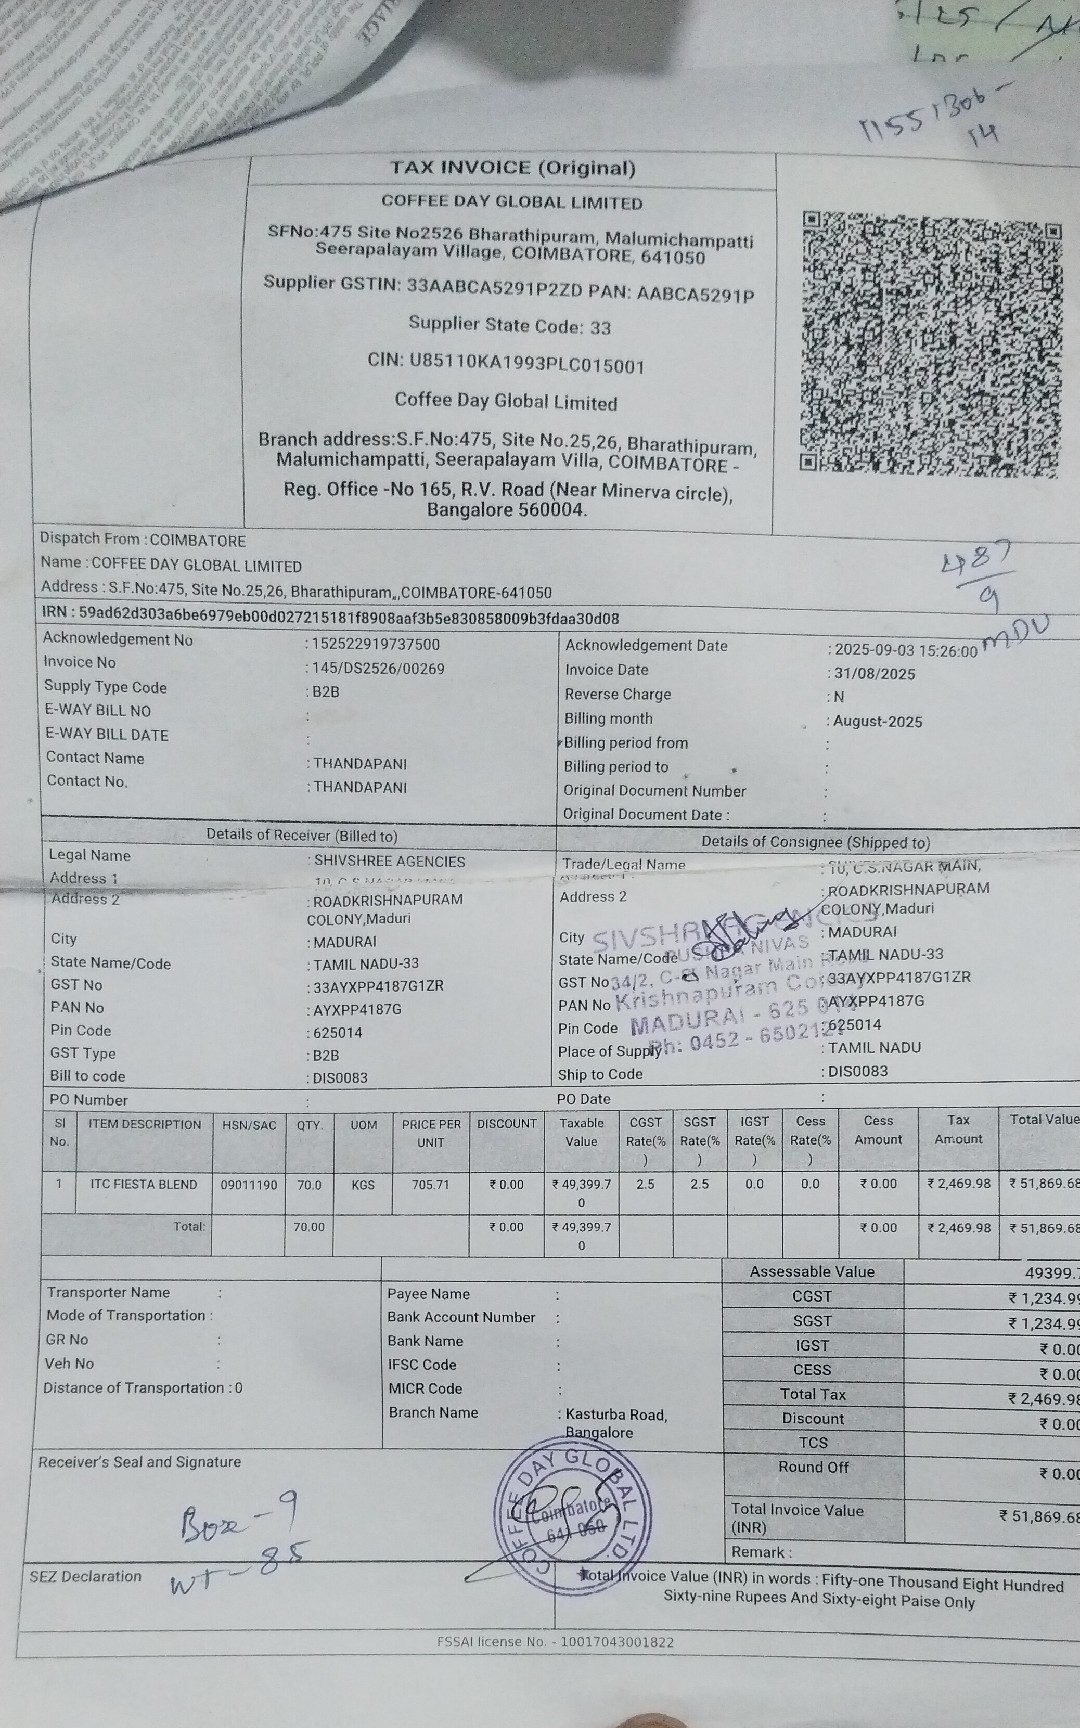 TAX INVOICE (Original)
COFFEE DAY GLOBAL LIMITED
SFNo:475 Site No2526 Bharathipuram, Malumichampatti
Seerapalayam Village, COIMBATORE, 641050
Supplier GSTIN: 33AABCA5291P2ZD PAN: AABCA5291P
Supplier State Code: 33
CIN: U85110KA1993PLC015001
Coffee Day Global Limited
Branch address:S.F.No:475, Site No.25,26, Bharathipuram,
Malumichampatti, Seerapalayam Villa, COIMBATORE -
Reg. Office -No 165, R.V. Road (Near Minerva circle),
Bangalore 560004.
Dispatch From :COIMBATORE
Name : COFFEE DAY GLOBAL LIMITED
487
9
MDU
Address : S.F.No:475, Site No.25,26, Bharathipuram,,COIMBATORE-641050
IRN : 59ad62d303a6be6979eb00d027215181f8908aaf3b5e830858009b3fdaa30d08
Acknowledgement No : 152522919737500 Acknowledgement Date : 2025-09-03 15:26:00
Invoice No : 145/DS2526/00269 Invoice Date : 31/08/2025
Supply Type Code : B2B Reverse Charge : N
E-WAY BILL NO : Billing month : August-2025
E-WAY BILL DATE : Billing period from :
Contact Name : THANDAPANI Billing period to :
Contact No. : THANDAPANI Original Document Number :
Original Document Date : :
Details of Receiver (Billed to) Details of Consignee (Shipped to)
Legal Name : SHIVSHREE AGENCIES Trade/Legal Name : 10, C.S.NAGAR MAIN,
Address 1
Address 2 : ROADKRISHNAPURAM Address 2 : ROADKRISHNAPURAM
COLONY,Maduri COLONY,Maduri
City : MADURAI City : MADURAI
State Name/Code : TAMIL NADU-33 State Name/Code : TAMIL NADU-33
GST No : 33AYXPP4187G1ZR GST No : 33AYXPP4187G1ZR
PAN No : AYXPP4187G PAN No : AYXPP4187G
Pin Code : 625014 Pin Code : 625014
GST Type : B2B Place of Supply : TAMIL NADU
Bill to code : DIS0083 Ship to Code : DIS0083
MADURAI - 625
Ph: 0452 -
PO Number : PO Date :
Sl No. ITEM DESCRIPTION HSN/SAC QTY. UOM PRICE PER UNIT DISCOUNT Taxable Value CGST Rate(%) SGST Rate(%) IGST Rate(%) Cess Rate(%) Cess Amount Tax Amount Total Value
1 ITC FIESTA BLEND 09011190 70.0 KGS 705.71 ₹ 0.00 ₹ 49,399.70 2.5 2.5 0.0 0.0 ₹ 0.00 ₹ 2,469.98 ₹ 51,869.68
Total: 70.00 ₹ 0.00 ₹ 49,399.70 ₹ 0.00 ₹ 2,469.98 ₹ 51,869.68
Assessable Value 49399.
Transporter Name : Payee Name : CGST ₹ 1,234.99
Mode of Transportation : Bank Account Number : SGST ₹ 1,234.99
GR No : Bank Name : IGST ₹ 0.00
Veh No : IFSC Code : CESS ₹ 0.00
Distance of Transportation : 0 MICR Code : Total Tax ₹ 2,469.98
Branch Name : Kasturba Road, Bangalore Discount ₹ 0.00
TCS
Receiver's Seal and Signature Round Off ₹ 0.00
COFFEE DAY GLOBAL LTD.
Coimbatore
641 050
Total Invoice Value (INR) ₹ 51,869.68
Box - 9
WT - 85
Remark :
SEZ Declaration
Total Invoice Value (INR) in words : Fifty-one Thousand Eight Hundred
Sixty-nine Rupees And Sixty-eight Paise Only
FSSAI license No. - 10017043001822